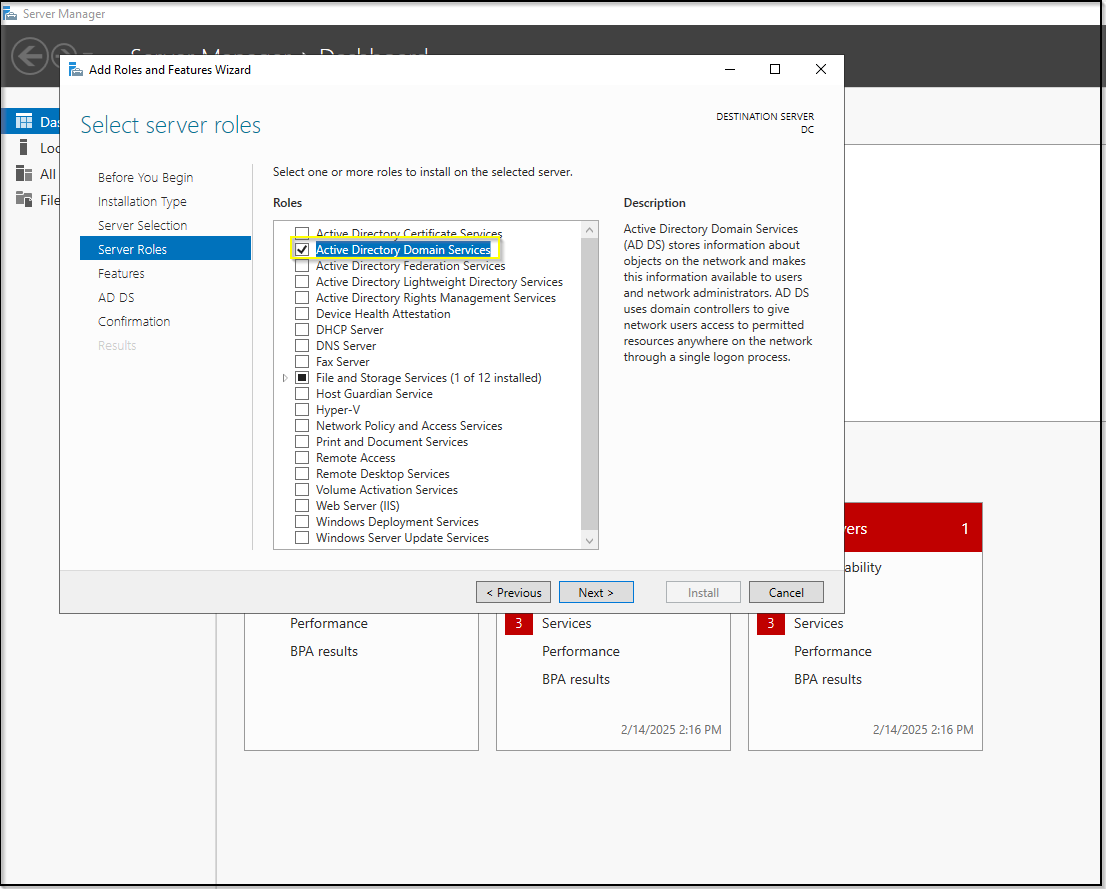 Server Manager
Add Roles and Features Wizard
Select server roles
DESTINATION SERVER
DC
Before You Begin
Installation Type
Server Selection
Server Roles
Features
AD DS
Confirmation
Results
Select one or more roles to install on the selected server.
Roles
Active Directory Certificate Services
Active Directory Domain Services
Active Directory Federation Services
Active Directory Lightweight Directory Services
Active Directory Rights Management Services
Device Health Attestation
DHCP Server
DNS Server
Fax Server
File and Storage Services (1 of 12 installed)
Host Guardian Service
Hyper-V
Network Policy and Access Services
Print and Document Services
Remote Access
Remote Desktop Services
Volume Activation Services
Web Server (IIS)
Windows Deployment Services
Windows Server Update Services
Description
Active Directory Domain Services
(AD DS) stores information about
objects on the network and makes
this information available to users
and network administrators. AD DS
uses domain controllers to give
network users access to permitted
resources anywhere on the network
through a single logon process.
< Previous
Next >
Install
Cancel
Das
Loc
All
File
vers 1
ability
Performance
BPA results
3 Services
Performance
BPA results
2/14/2025 2:16 PM
3 Services
Performance
BPA results
2/14/2025 2:16 PM